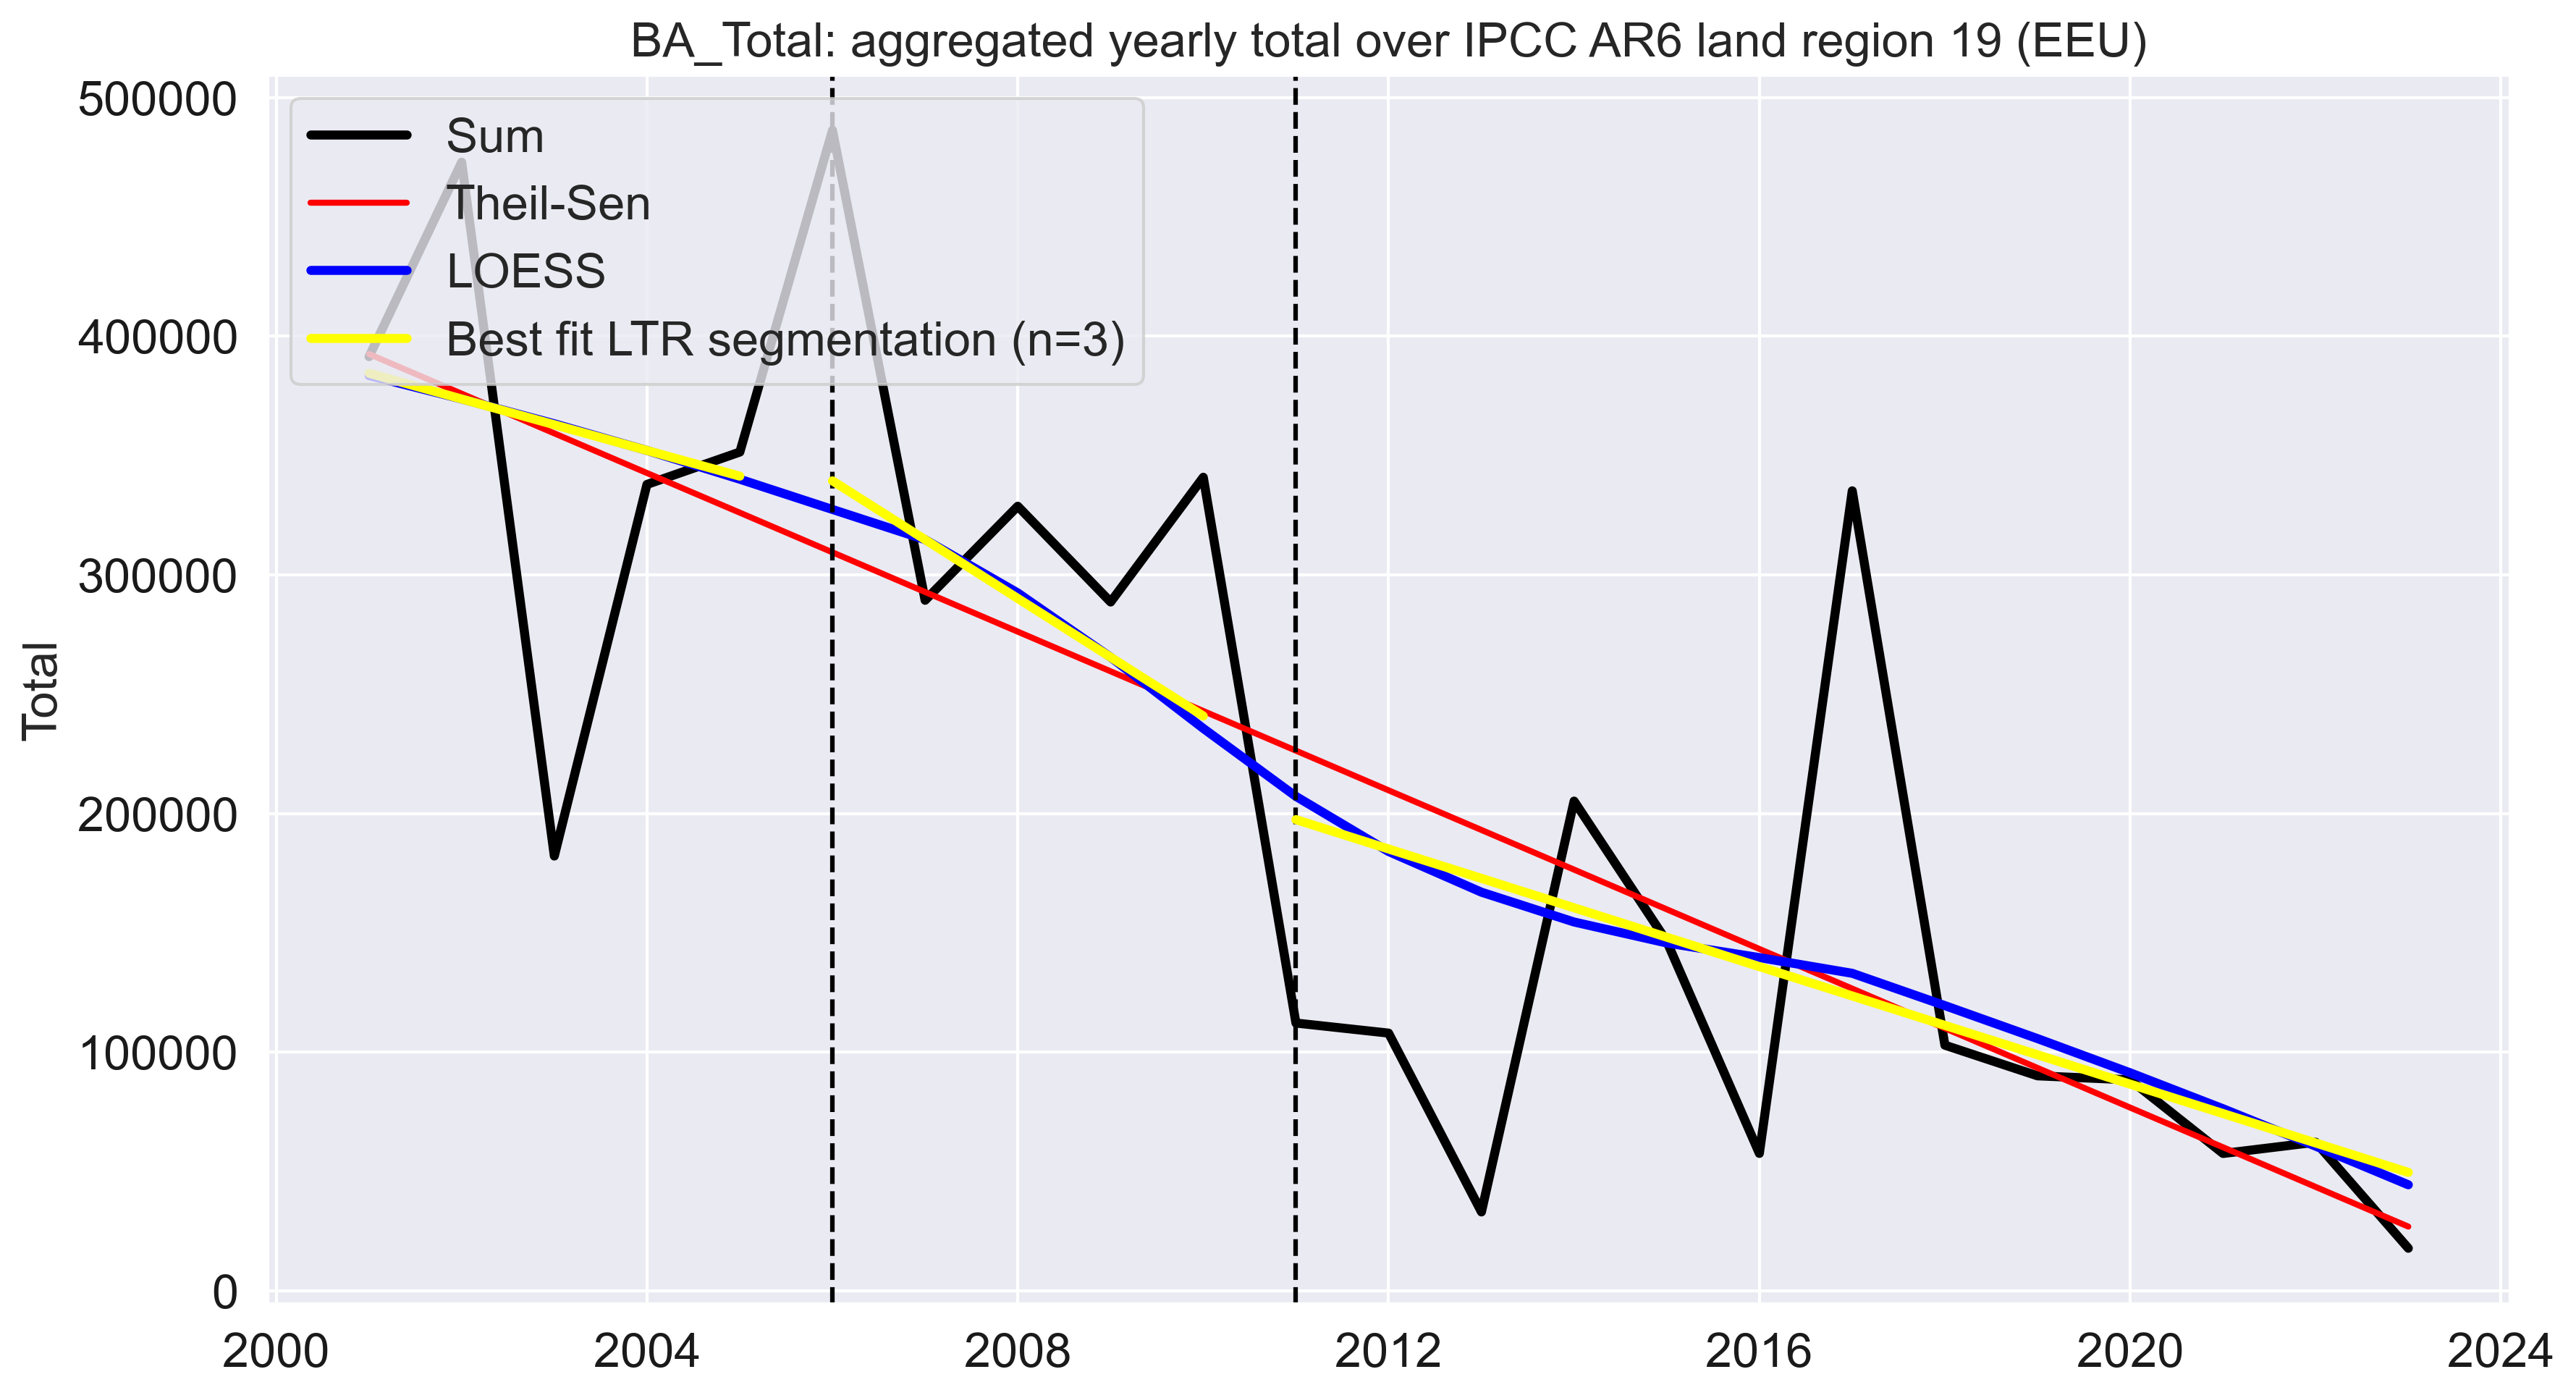 BA_Total: aggregated yearly total over IPCC AR6 land region 19 (EEU)
500000
400000
300000
200000
100000
0
Total
Sum
Theil-Sen
LOESS
Best fit LTR segmentation (n=3)
2000
2004
2008
2012
2016
2020
2024